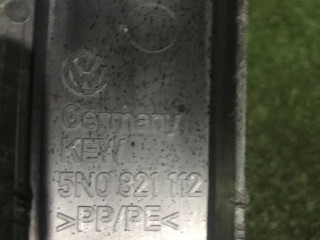 Germany
KEW
5N0 821 112
>PP/PE<